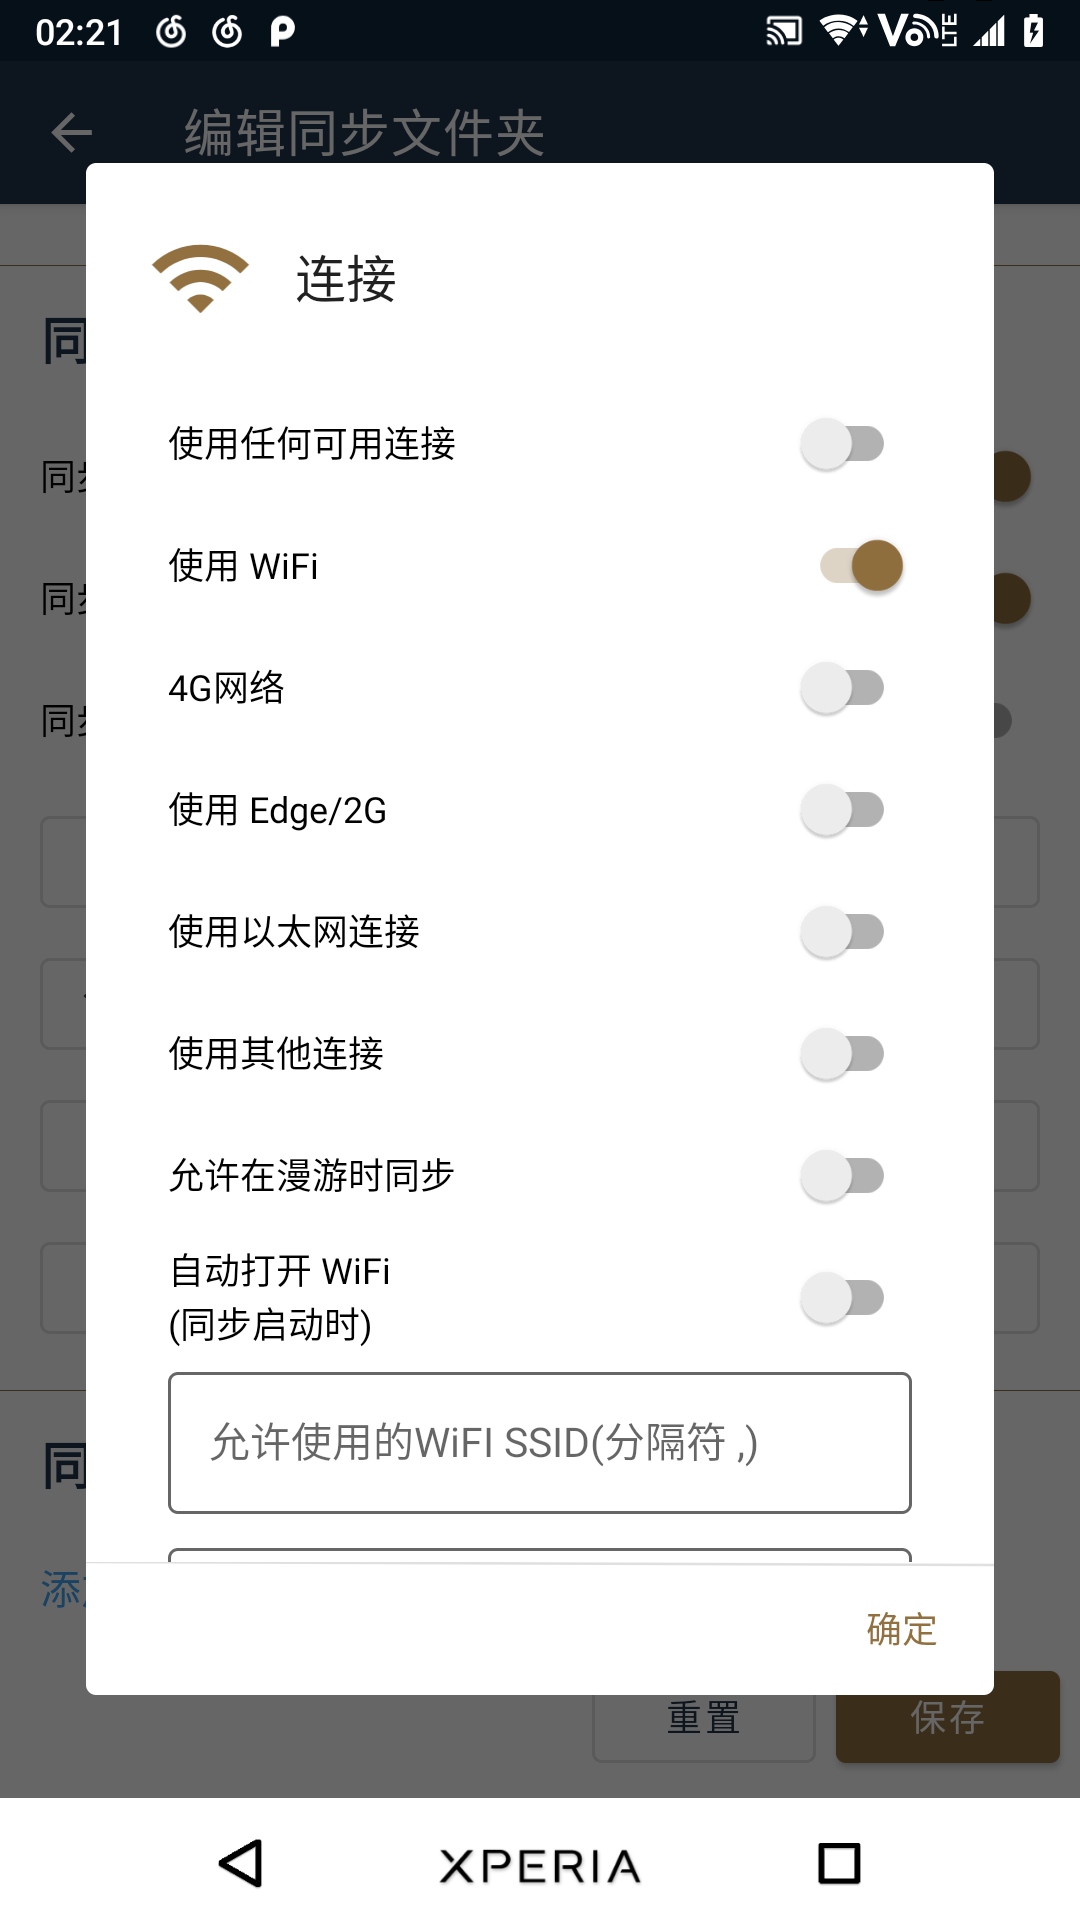 02:21
编辑同步文件夹
连接
同
使用任何可用连接
同步
使用 WiFi
同步
4G网络
同步
使用 Edge/2G
使用以太网连接
使用其他连接
允许在漫游时同步
自动打开 WiFi
(同步启动时)
允许使用的WiFI SSID(分隔符 ,)
同
添
确定
重置
保存
XPERIA